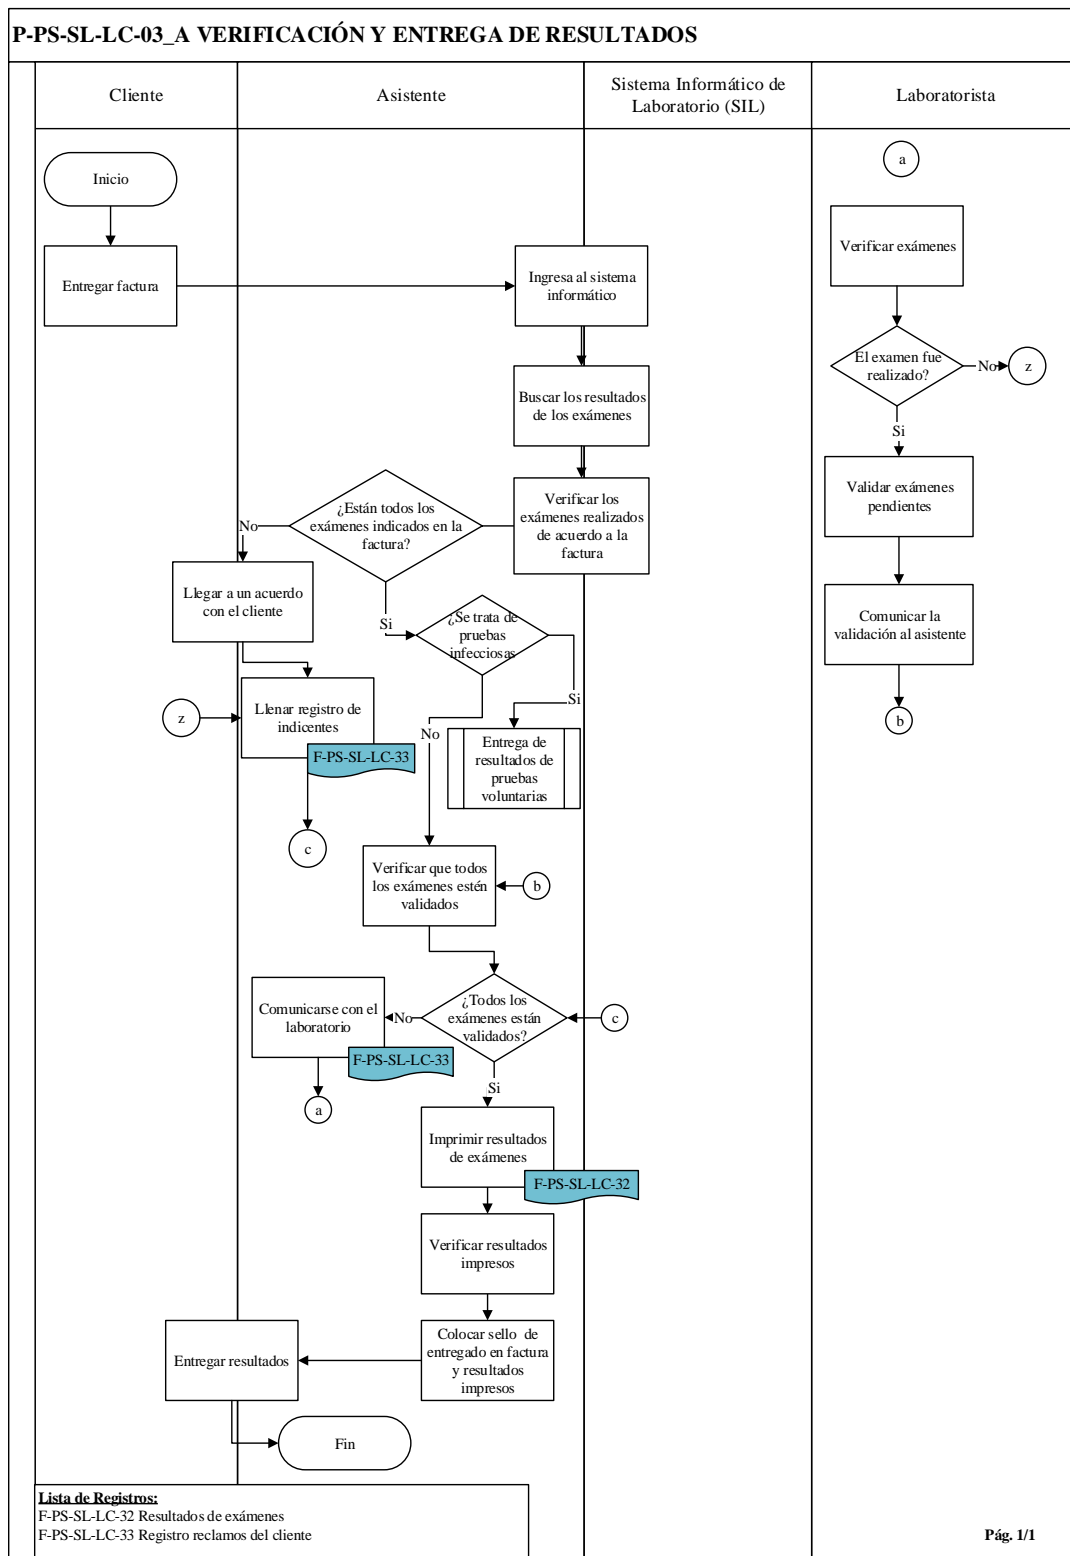 P-PS-SL-LC-03_A VERIFICACIÓN Y ENTREGA DE RESULTADOS
Cliente
Asistente
Sistema Informático de
Laboratorio (SIL)
Laboratorista
Inicio
Entregar factura
Ingresa al sistema
informático
Buscar los resultados
de los exámenes
Verificar los
exámenes realizados
de acuerdo a la
factura
¿Están todos los
exámenes indicados en la
factura?
No
Si
Llegar a un acuerdo
con el cliente
z
Llenar registro de
indicentes
F-PS-SL-LC-33
c
¿Se trata de
pruebas
infecciosas
Si
No
Entrega de
resultados de
pruebas
voluntarias
Verificar que todos
los exámenes estén
validados
b
¿Todos los
exámenes están
validados?
c
No
Si
Comunicarse con el
laboratorio
F-PS-SL-LC-33
a
Imprimir resultados
de exámenes
F-PS-SL-LC-32
Verificar resultados
impresos
Colocar sello de
entregado en factura
y resultados
impresos
Entregar resultados
Fin
a
Verificar exámenes
El examen fue
realizado?
No
z
Si
Validar exámenes
pendientes
Comunicar la
validación al asistente
b
Lista de Registros:
F-PS-SL-LC-32 Resultados de exámenes
F-PS-SL-LC-33 Registro reclamos del cliente
Pág. 1/1